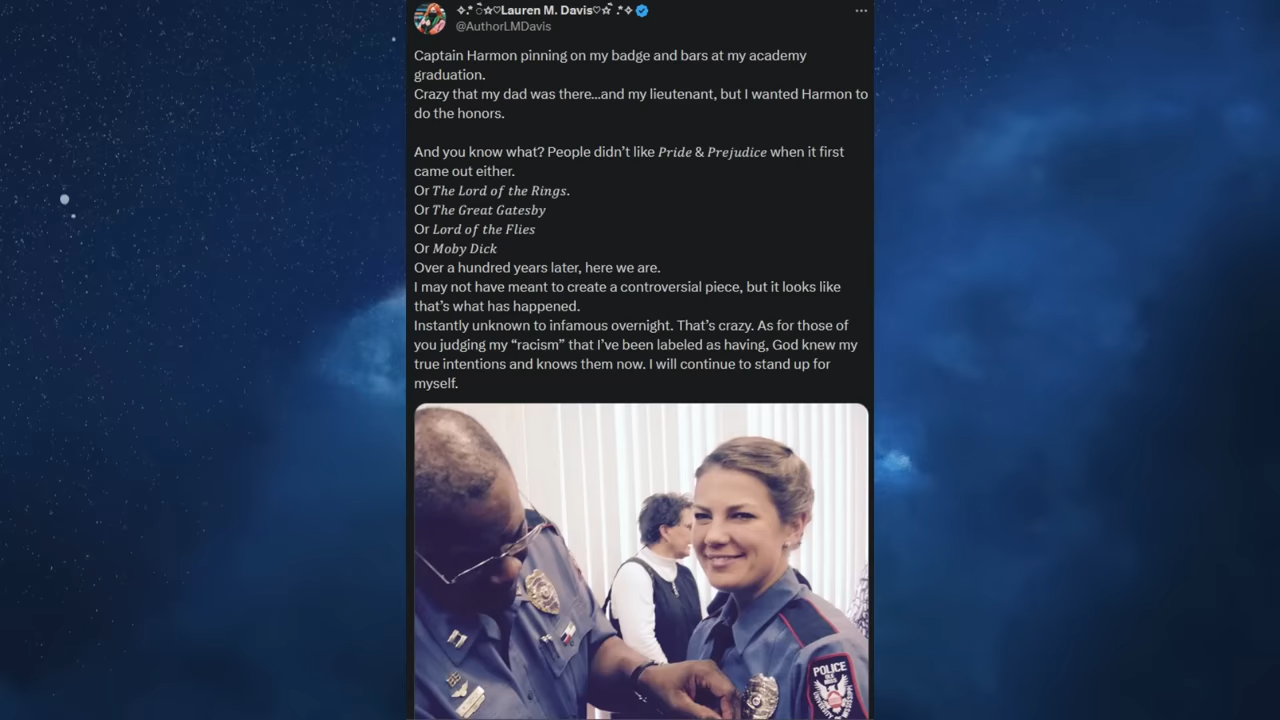 ✧.* ☆♡Lauren M. Davis♡☆ .*✧
@AuthorLMDavis
Captain Harmon pinning on my badge and bars at my academy
graduation.
Crazy that my dad was there...and my lieutenant, but I wanted Harmon to
do the honors.
And you know what? People didn't like 𝑃𝑟𝑖𝑑𝑒 & 𝑃𝑟𝑒𝑗𝑢𝑑𝑖𝑐𝑒 when it first
came out either.
Or 𝑇ℎ𝑒 𝐿𝑜𝑟𝑑 𝑜𝑓 𝑡ℎ𝑒 𝑅𝑖𝑛𝑔𝑠.
Or 𝑇ℎ𝑒 𝐺𝑟𝑒𝑎𝑡 𝐺𝑎𝑡𝑒𝑠𝑏𝑦
Or 𝐿𝑜𝑟𝑑 𝑜𝑓 𝑡ℎ𝑒 𝐹𝑙𝑖𝑒𝑠
Or 𝑀𝑜𝑏𝑦 𝐷𝑖𝑐𝑘
Over a hundred years later, here we are.
I may not have meant to create a controversial piece, but it looks like
that's what has happened.
Instantly unknown to infamous overnight. That's crazy. As for those of
you judging my “racism” that I've been labeled as having, God knew my
true intentions and knows them now. I will continue to stand up for
myself.
POLICE
OLE
MISS